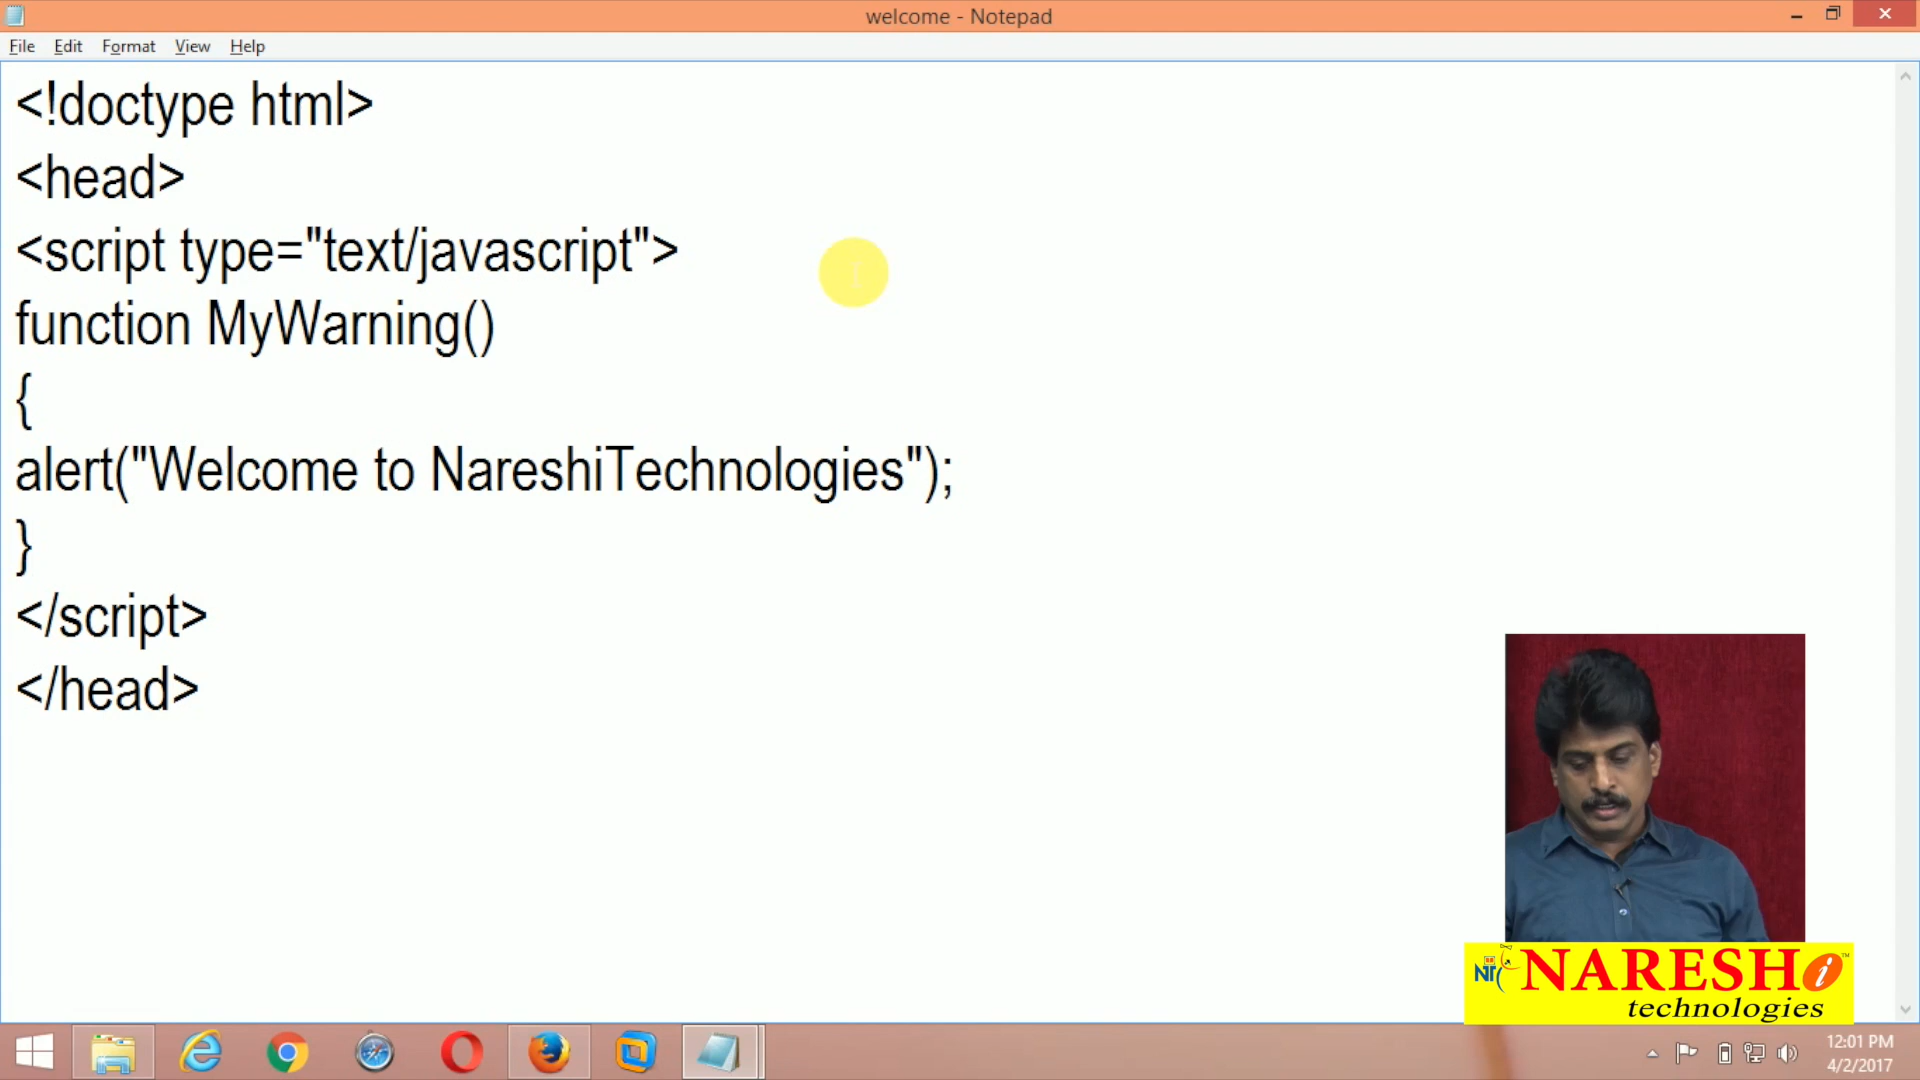 welcome - Notepad
File Edit Format View Help
<!doctype html>
<head>
<script type="text/javascript">
function MyWarning()
{
alert("Welcome to NareshiTechnologies");
}
</script>
</head>
NARESHi
technologies
12:01 PM
4/2/2017